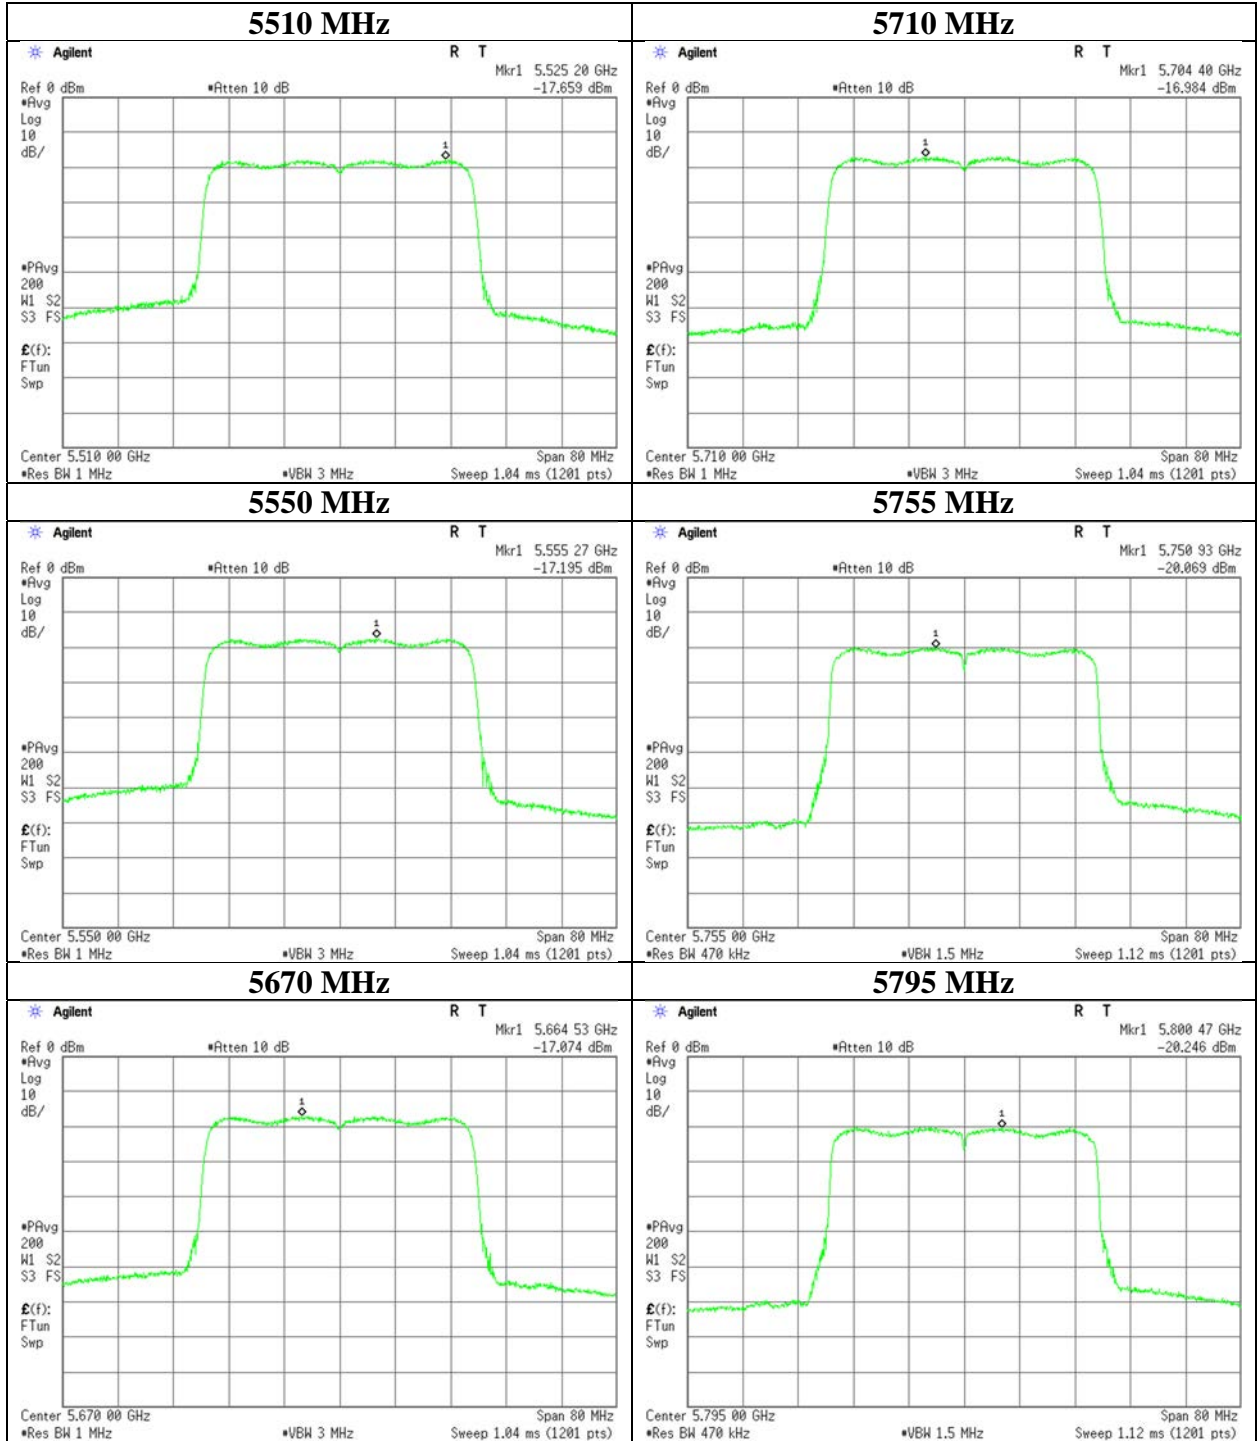 5510 MHz
Agilent R T
Mkr1 5.525 20 GHz
Ref 0 dBm *Atten 10 dB -17.659 dBm
*Avg
Log
10
dB/
1
*PAvg
200
W1 S2
S3 FS
£(f):
FTun
Swp
Center 5.510 00 GHz Span 80 MHz
*Res BW 1 MHz *VBW 3 MHz Sweep 1.04 ms (1201 pts)
5710 MHz
Agilent R T
Mkr1 5.704 40 GHz
Ref 0 dBm *Atten 10 dB -16.984 dBm
*Avg
Log
10
dB/
1
*PAvg
200
W1 S2
S3 FS
£(f):
FTun
Swp
Center 5.710 00 GHz Span 80 MHz
*Res BW 1 MHz *VBW 3 MHz Sweep 1.04 ms (1201 pts)
5550 MHz
Agilent R T
Mkr1 5.555 27 GHz
Ref 0 dBm *Atten 10 dB -17.195 dBm
*Avg
Log
10
dB/
1
*PAvg
200
W1 S2
S3 FS
£(f):
FTun
Swp
Center 5.550 00 GHz Span 80 MHz
*Res BW 1 MHz *VBW 3 MHz Sweep 1.04 ms (1201 pts)
5755 MHz
Agilent R T
Mkr1 5.750 93 GHz
Ref 0 dBm *Atten 10 dB -20.069 dBm
*Avg
Log
10
dB/
1
*PAvg
200
W1 S2
S3 FS
£(f):
FTun
Swp
Center 5.755 00 GHz Span 80 MHz
*Res BW 470 kHz *VBW 1.5 MHz Sweep 1.12 ms (1201 pts)
5670 MHz
Agilent R T
Mkr1 5.664 53 GHz
Ref 0 dBm *Atten 10 dB -17.074 dBm
*Avg
Log
10
dB/
1
*PAvg
200
W1 S2
S3 FS
£(f):
FTun
Swp
Center 5.670 00 GHz Span 80 MHz
*Res BW 1 MHz *VBW 3 MHz Sweep 1.04 ms (1201 pts)
5795 MHz
Agilent R T
Mkr1 5.800 47 GHz
Ref 0 dBm *Atten 10 dB -20.246 dBm
*Avg
Log
10
dB/
1
*PAvg
200
W1 S2
S3 FS
£(f):
FTun
Swp
Center 5.795 00 GHz Span 80 MHz
*Res BW 470 kHz *VBW 1.5 MHz Sweep 1.12 ms (1201 pts)